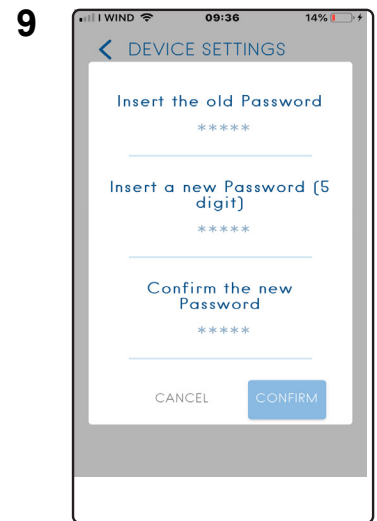 9
I WIND 09:36 14%
DEVICE SETTINGS
Insert the old Password
*****
Insert a new Password (5
digit)
*****
Confirm the new
Password
*****
CANCEL CONFIRM